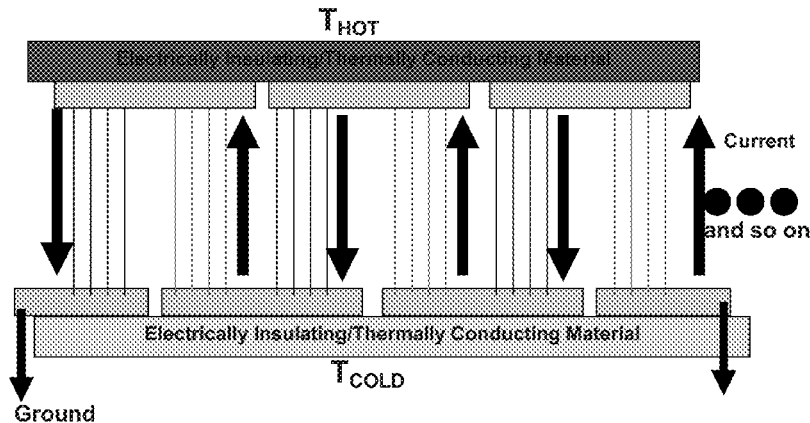 THOT
Electrically Insulating/Thermally Conducting Material
Current
and so on
Electrically Insulating/Thermally Conducting Material
TCOLD
Ground